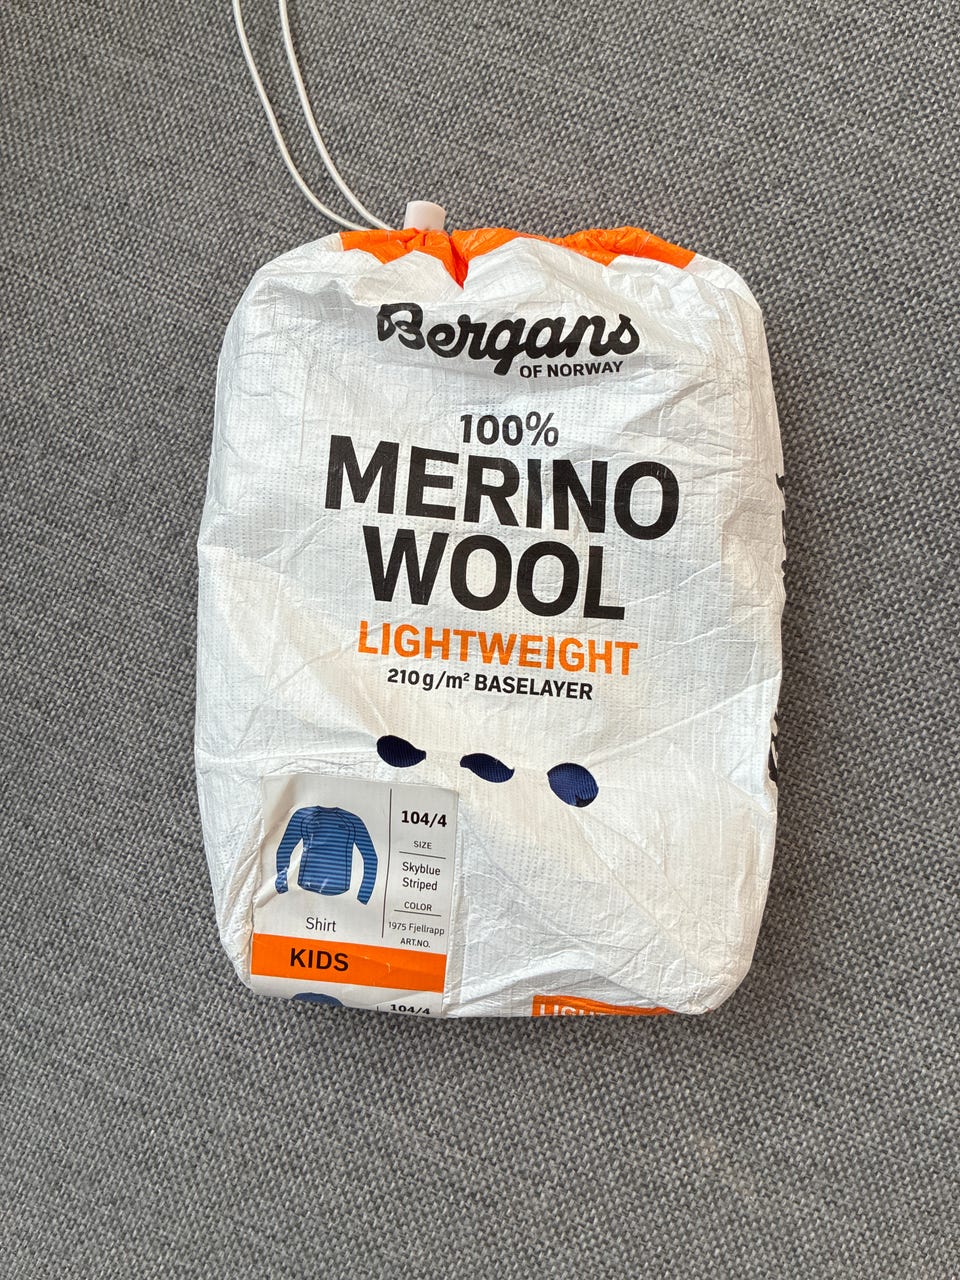 Bergans
OF NORWAY
100%
MERINO
WOOL
LIGHTWEIGHT
210g/m² BASELAYER
104/4
SIZE
Skyblue
Striped
COLOR
1975 Fjellrapp
ART.NO.
Shirt
KIDS
104/4